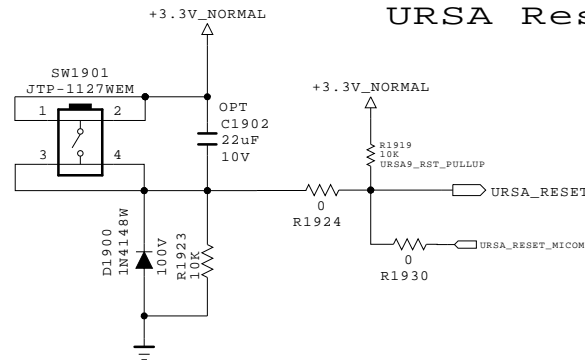 URSA Res
+3.3V_NORMAL
SW1901
JTP-1127WEM
1 2
3 4
OPT
C1902
22uF
10V
+3.3V_NORMAL
R1919
10K
URSA9_RST_PULLUP
URSA_RESET
0
R1924
URSA_RESET_MICOM
0
R1930
D1900
1N4148W
100V
R1923
10K